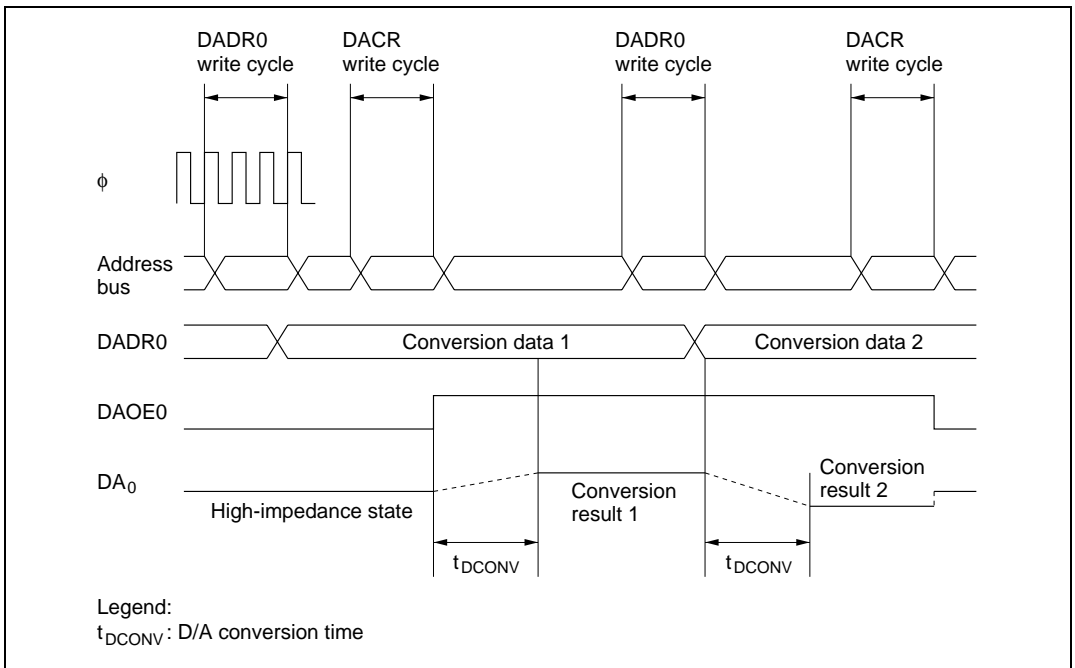 DADR0
write cycle
DACR
write cycle
DADR0
write cycle
DACR
write cycle
φ
Address
bus
DADR0
Conversion data 1
Conversion data 2
DAOE0
DA0
High-impedance state
Conversion
result 1
Conversion
result 2
tDCONV
tDCONV
Legend:
tDCONV : D/A conversion time